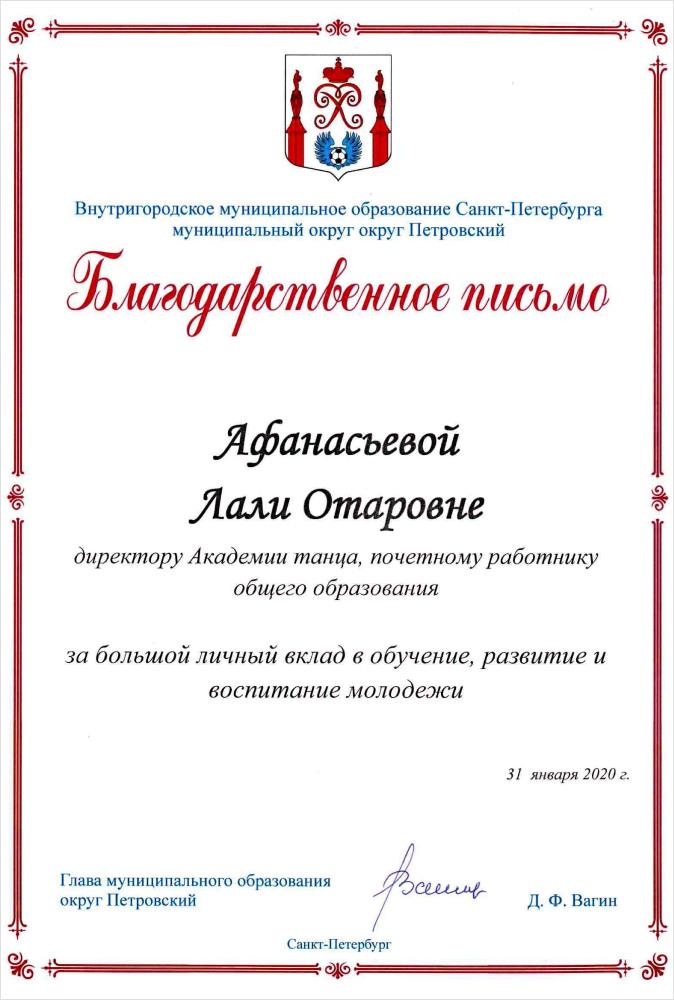 Внутригородское муниципальное образование Санкт-Петербурга
муниципальный округ округ Петровский
Благодарственное письмо
Афанасьевой
Лали Отаровне
директору Академии танца, почетному работнику
общего образования
за большой личный вклад в обучение, развитие и
воспитание молодежи
31 января 2020 г.
Глава муниципального образования
округ Петровский
Д. Ф. Вагин
Санкт-Петербург